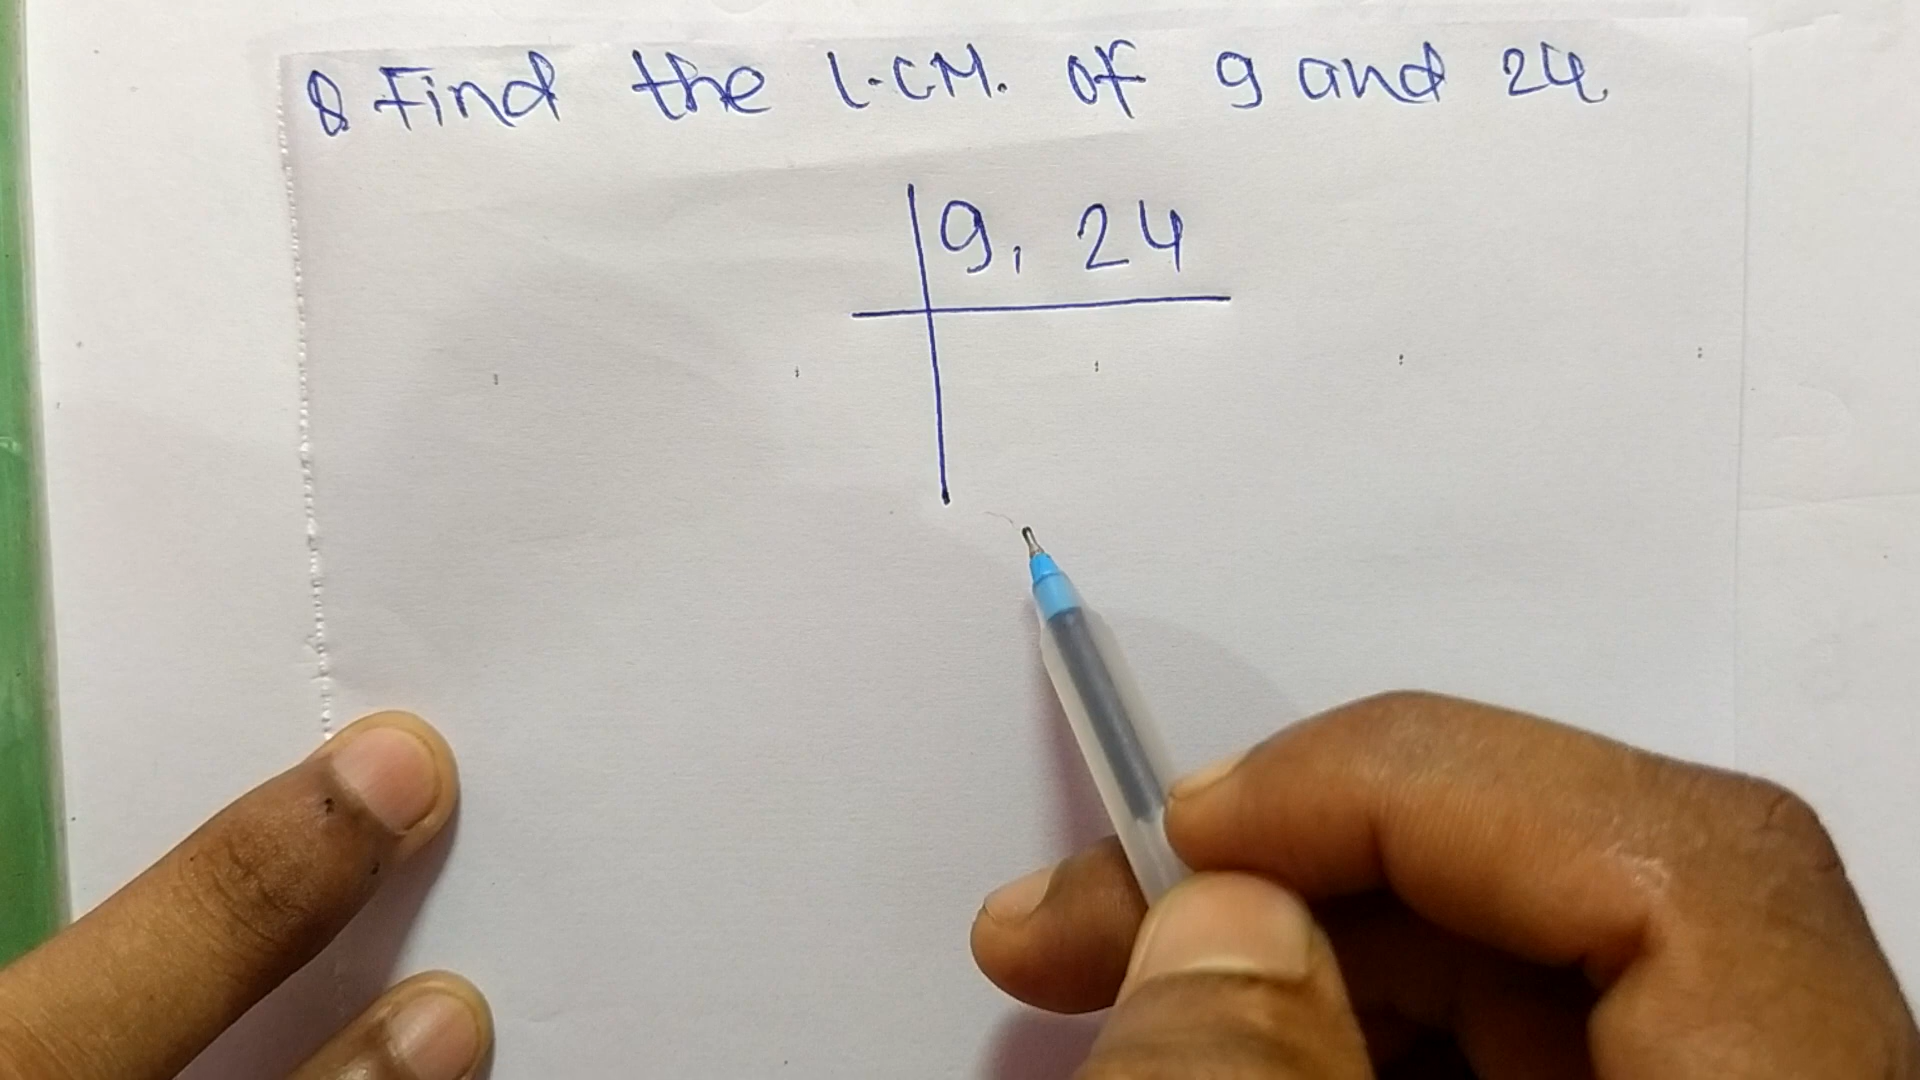 Q Find the L.C.M. of 9 and 24
9, 24